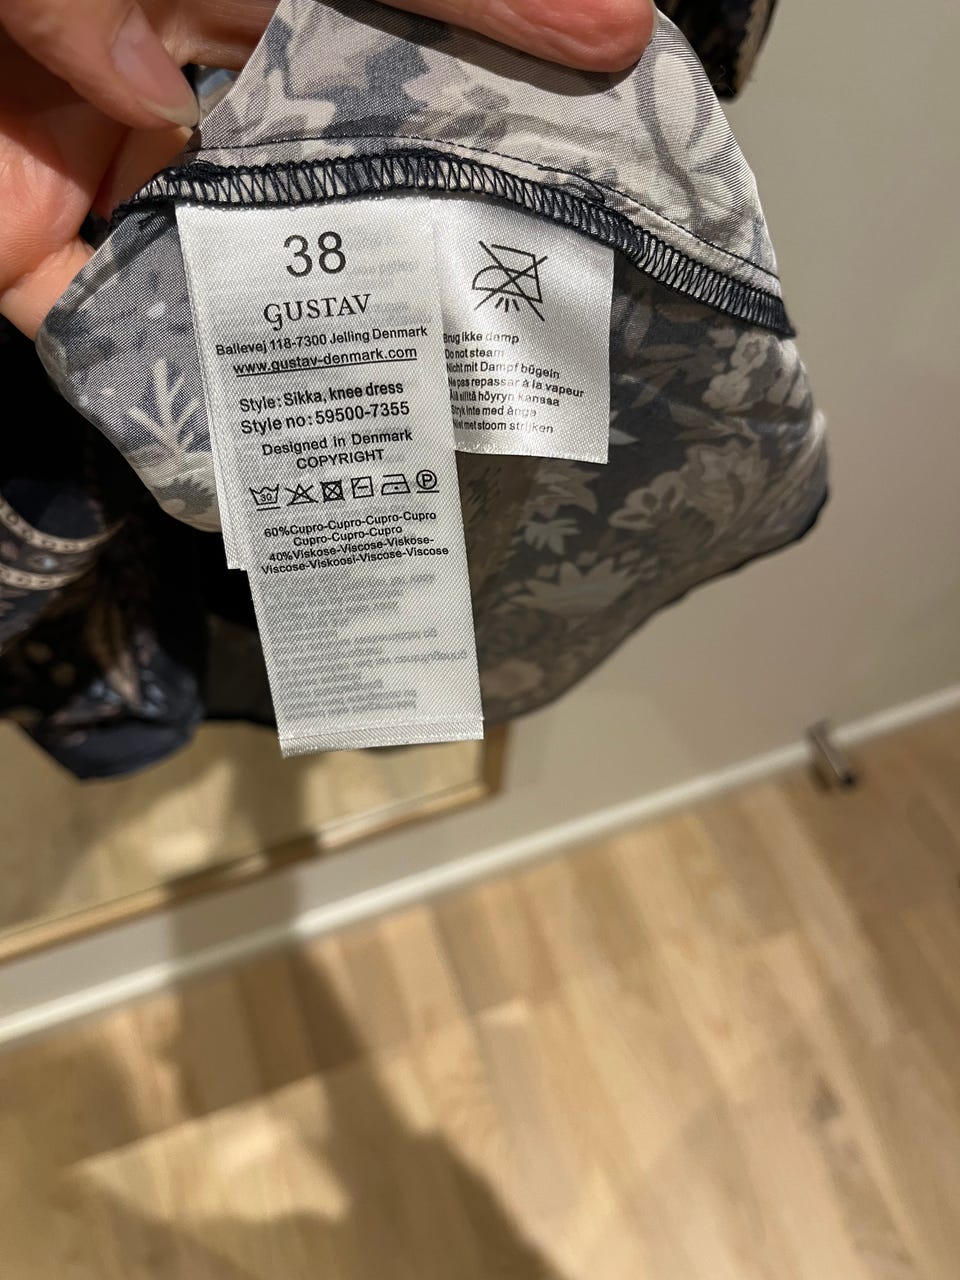 38
GUSTAV
Ballevej 118-7300 Jelling Denmark
www.gustav-denmark.com
Style: Sikka, knee dress
Style no: 59500-7355
Designed in Denmark
COPYRIGHT
30
P
60%Cupro-Cupro-Cupro-Cupro
Cupro-Cupro-Cupro
40%Viskose-Viscose-Viskose-
Viscose-Viskoosi-Viscose-Viscose
Brug ikke damp
Do not steam
Nicht mit Dampf bügeln
Ne pas repasser à la vapeur
Älä silitä höyryn kanssa
Stryk inte med ånga
Niet met stoom strijken